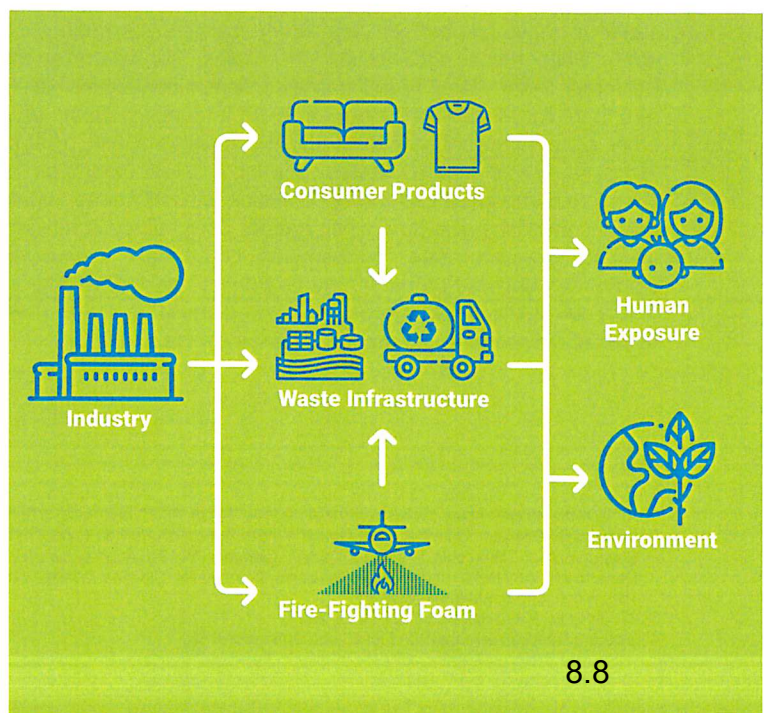 Consumer Products
Human
Exposure
Waste Infrastructure
Industry
Environment
Fire-Fighting Foam
8.8